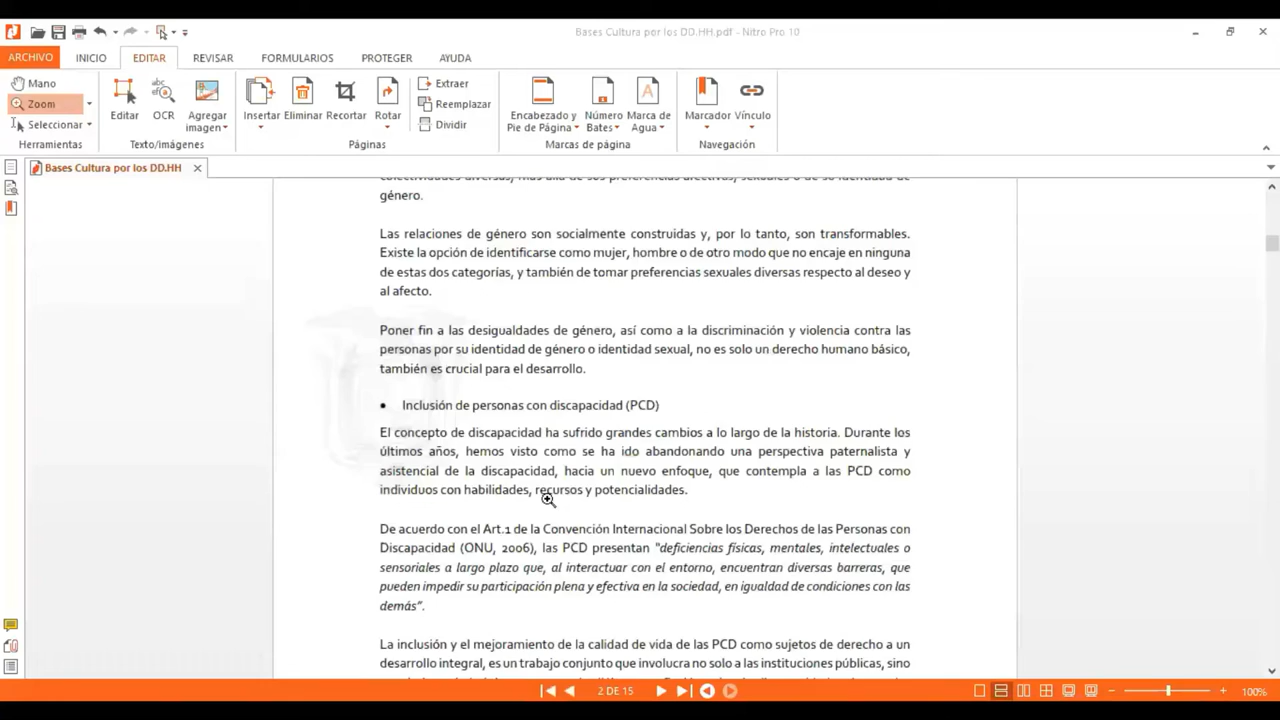 Bases Cultura por los DD.HH.pdf - Nitro Pro 10
ARCHIVO INICIO EDITAR REVISAR FORMULARIOS PROTEGER AYUDA
Mano
Zoom
Seleccionar
Herramientas
Editar
abc
OCR
Agregar imagen
Texto/imágenes
Insertar
Eliminar
Recortar
Rotar
Extraer
Reemplazar
Dividir
Páginas
Encabezado y Pie de Página
Número Bates
Marca de Agua
Marcas de página
Marcador
Vínculo
Navegación
Bases Cultura por los DD.HH
colectividades diversas, más allá de sus preferencias afectivas, sexuales o de su identidad de
género.
Las relaciones de género son socialmente construidas y, por lo tanto, son transformables.
Existe la opción de identificarse como mujer, hombre o de otro modo que no encaje en ninguna
de estas dos categorías, y también de tomar preferencias sexuales diversas respecto al deseo y
al afecto.
Poner fin a las desigualdades de género, así como a la discriminación y violencia contra las
personas por su identidad de género o identidad sexual, no es solo un derecho humano básico,
también es crucial para el desarrollo.
• Inclusión de personas con discapacidad (PCD)
El concepto de discapacidad ha sufrido grandes cambios a lo largo de la historia. Durante los
últimos años, hemos visto como se ha ido abandonando una perspectiva paternalista y
asistencial de la discapacidad, hacia un nuevo enfoque, que contempla a las PCD como
individuos con habilidades, recursos y potencialidades.
De acuerdo con el Art.1 de la Convención Internacional Sobre los Derechos de las Personas con
Discapacidad (ONU, 2006), las PCD presentan "deficiencias físicas, mentales, intelectuales o
sensoriales a largo plazo que, al interactuar con el entorno, encuentran diversas barreras, que
pueden impedir su participación plena y efectiva en la sociedad, en igualdad de condiciones con las
demás".
La inclusión y el mejoramiento de la calidad de vida de las PCD como sujetos de derecho a un
desarrollo integral, es un trabajo conjunto que involucra no solo a las instituciones públicas, sino
2 DE 15
100%